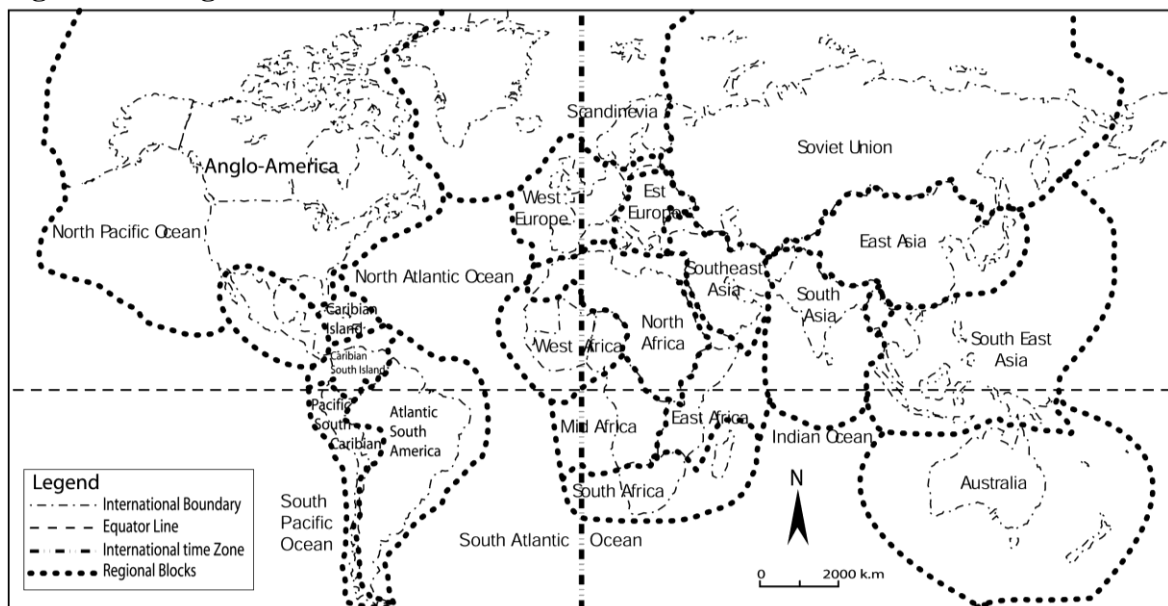 Scandinevia
Soviet Union
Anglo-America
West
Europe
Est
Europe
North Pacific Ocean
East Asia
North Atlantic Ocean
Southeast
Asia
South
Asia
Caribian
Island
North
Africa
West Africa
South East
Asia
Caribian
South Island
Pacific
South
Caribian
Atlantic
South
America
Mid Africa
East Africa
Indian Ocean
South Africa
Australia
N
South
Pacific
Ocean
South Atlantic Ocean
0 2000 k.m
Legend
International Boundary
Equator Line
International time Zone
Regional Blocks